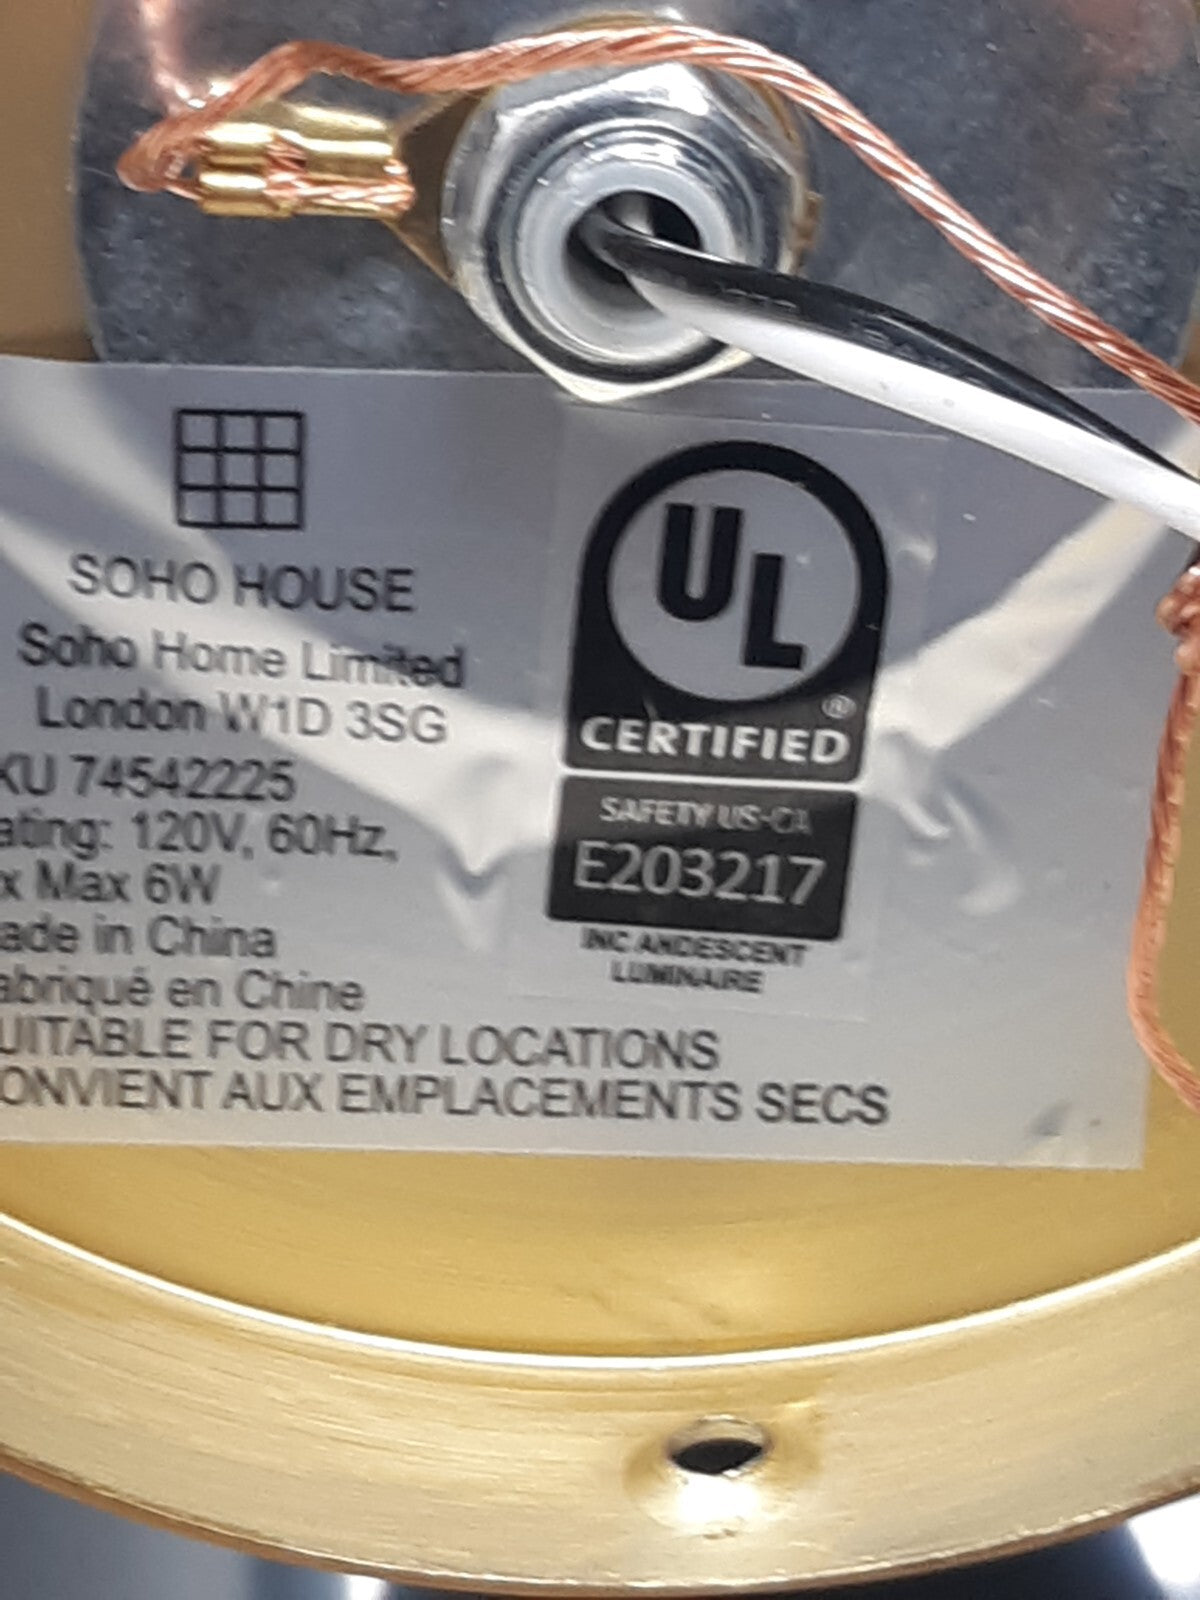 SOHO HOUSE
Soho Home Limited
London W1D 3SG
KU 74542225
ating: 120V, 60Hz,
x Max 6W
ade in China
abriqué en Chine
UITABLE FOR DRY LOCATIONS
ONVIENT AUX EMPLACEMENTS SECS
UL
®
CERTIFIED
SAFETY US-CA
E203217
INCANDESCENT
LUMINAIRE